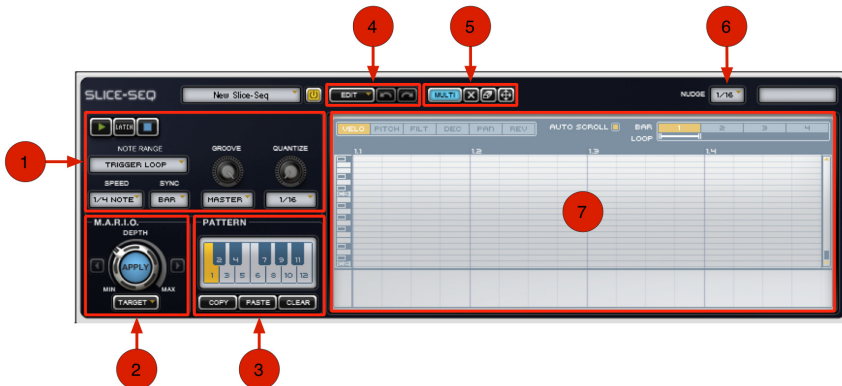 4
5
6
SLICE-SEQ
New Slice-Seq
EDIT
MULTI
NUDGE
1/16
LATCH
NOTE RANGE
GROOVE
QUANTIZE
TRIGGER LOOP
SPEED
SYNC
1/4 NOTE
BAR
MASTER
1/16
1
VELO
PITCH
FILT
DEC
PAN
REV
AUTO SCROLL
BAR
1
2
3
4
LOOP
1.1
1.2
1.3
1.4
7
M.A.R.I.O.
DEPTH
APPLY
MIN
MAX
TARGET
PATTERN
2
4
7
9
11
1
3
5
6
8
10
12
COPY
PASTE
CLEAR
2
3